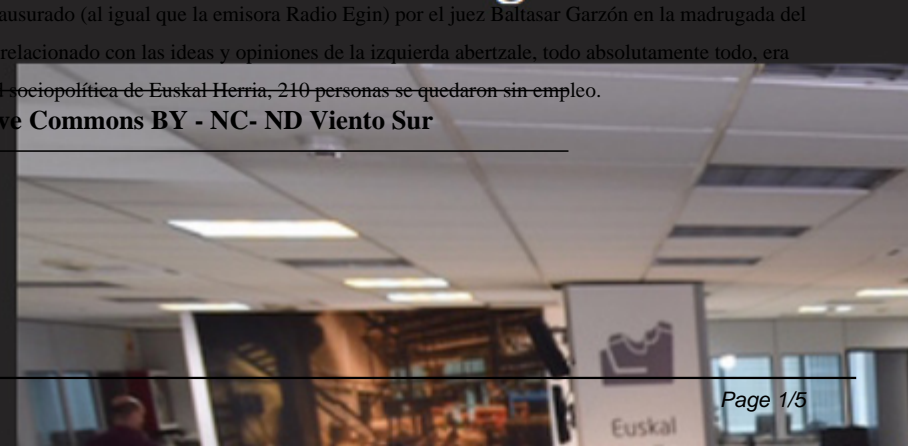 ausurado (al igual que la emisora Radio Egin) por el juez Baltasar Garzón en la madrugada del
relacionado con las ideas y opiniones de la izquierda abertzale, todo absolutamente todo, era
l sociopolítica de Euskal Herria, 210 personas se quedaron sin empleo.
ve Commons BY - NC- ND Viento Sur
Page 1/5
Euskal